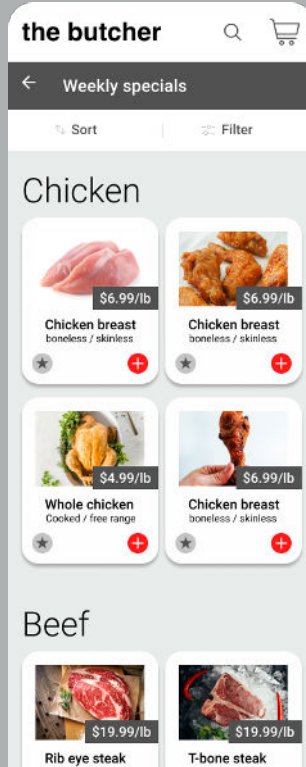 the butcher
Weekly specials
Sort
Filter
Chicken
$6.99/lb
Chicken breast
boneless / skinless
$6.99/lb
Chicken breast
boneless / skinless
$4.99/lb
Whole chicken
Cooked / free range
$6.99/lb
Chicken breast
boneless / skinless
Beef
$19.99/lb
Rib eye steak
$19.99/lb
T-bone steak